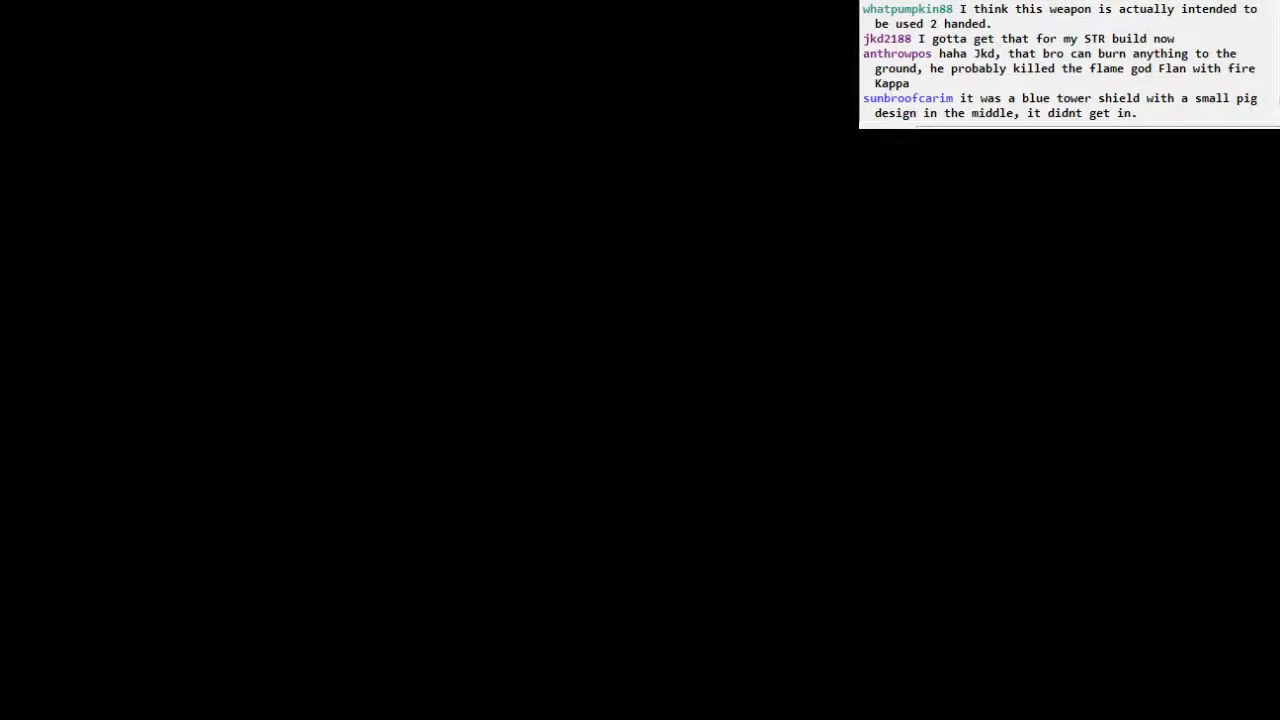 whatpumpkin88 I think this weapon is actually intended to
be used 2 handed.
jkd2188 I gotta get that for my STR build now
anthrowpos haha Jkd, that bro can burn anything to the
ground, he probably killed the flame god Flan with fire
Kappa
sunbroofcarim it was a blue tower shield with a small pig
design in the middle, it didnt get in.